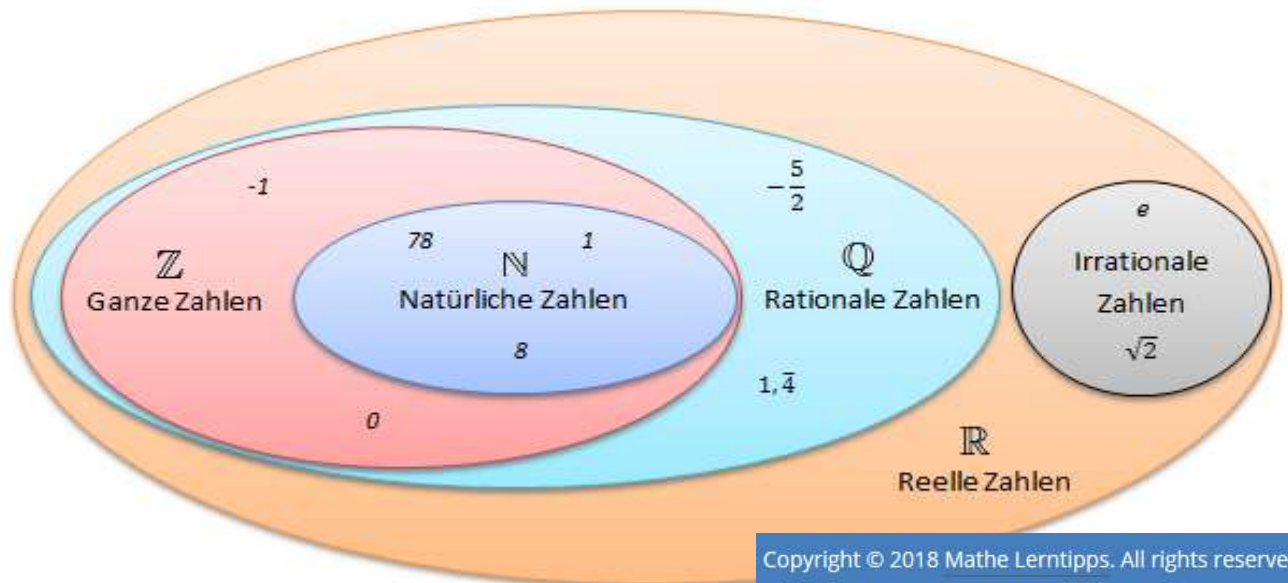 -1
78 1
ℤ
Ganze Zahlen
ℕ
Natürliche Zahlen
8
0
-5/2
ℚ
Rationale Zahlen
1,4̅
e
Irrationale
Zahlen
√2
ℝ
Reelle Zahlen
Copyright © 2018 Mathe Lerntipps. All rights reserve